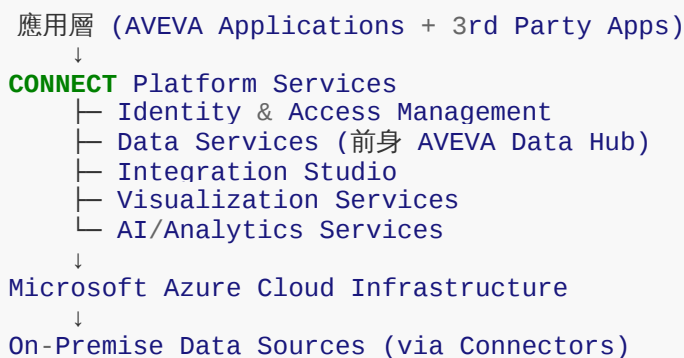 應用層 (AVEVA Applications + 3rd Party Apps)
↓
CONNECT Platform Services
├─ Identity & Access Management
├─ Data Services (前身 AVEVA Data Hub)
├─ Integration Studio
├─ Visualization Services
└─ AI/Analytics Services
↓
Microsoft Azure Cloud Infrastructure
↓
On-Premise Data Sources (via Connectors)